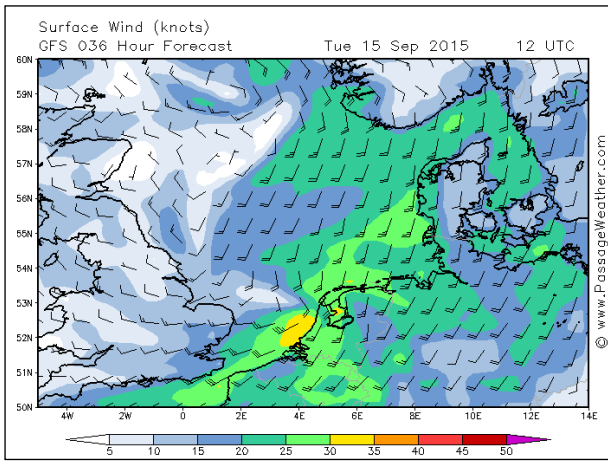 Surface Wind (knots)
GFS 036 Hour Forecast Tue 15 Sep 2015 12 UTC
60N
59N
58N
57N
56N
55N
54N
53N
52N
51N
50N
4W 2W 0 2E 4E 6E 8E 10E 12E 14E
5 10 15 20 25 30 35 40 45 50
© www.PassageWeather.com